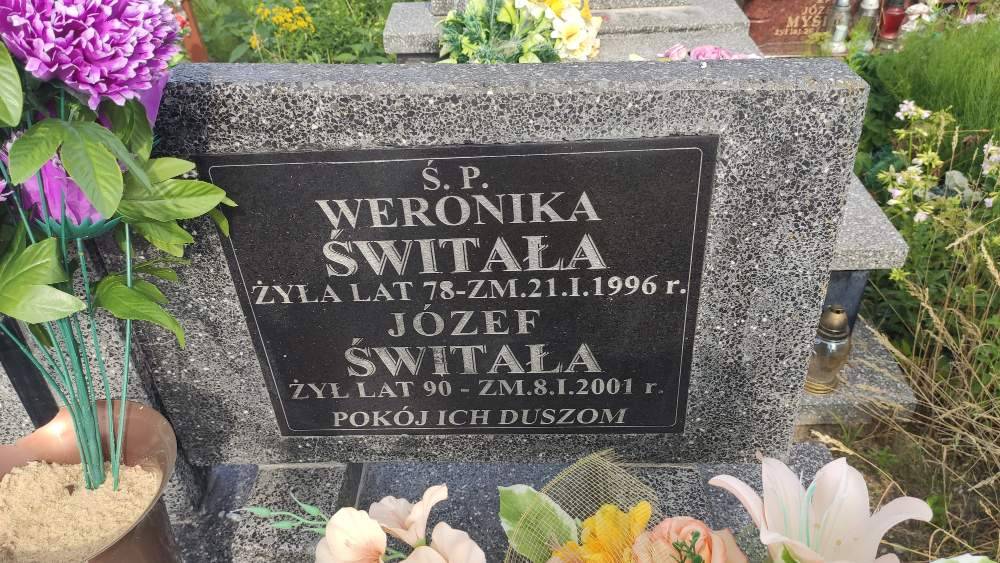 Ś. P.
WERONIKA
ŚWITAŁA
ŻYŁA LAT 78-ZM.21.I.1996 r.
JÓZEF
ŚWITAŁA
ŻYŁ LAT 90 - ZM.8.I.2001 r.
POKÓJ ICH DUSZOM